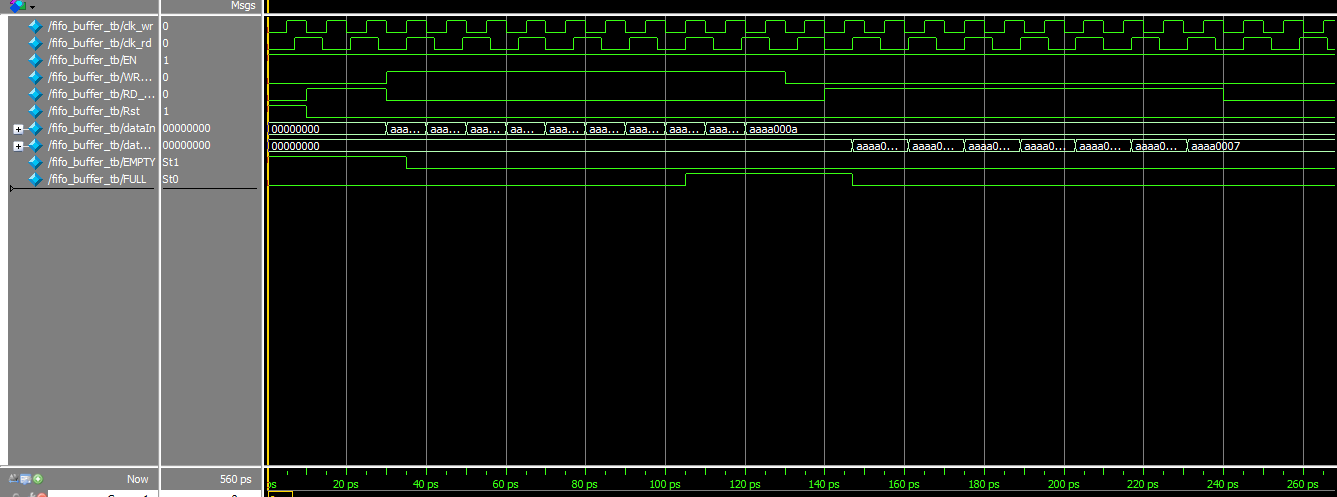 Msgs
/fifo_buffer_tb/clk_wr 0
/fifo_buffer_tb/clk_rd 0
/fifo_buffer_tb/EN 1
/fifo_buffer_tb/WR... 0
/fifo_buffer_tb/RD_... 0
/fifo_buffer_tb/Rst 1
/fifo_buffer_tb/dataIn 00000000 00000000 aaa... aaa... aaa... aa... aaa... aaa... aaa... aaa... aaa... aaaa000a
/fifo_buffer_tb/dat... 00000000 00000000 aaaa0... aaaa0... aaaa0... aaaa0... aaaa0... aaaa0... aaaa0007
/fifo_buffer_tb/EMPTY St1
/fifo_buffer_tb/FULL St0
Now 560 ps ps 20 ps 40 ps 60 ps 80 ps 100 ps 120 ps 140 ps 160 ps 180 ps 200 ps 220 ps 240 ps 260 ps